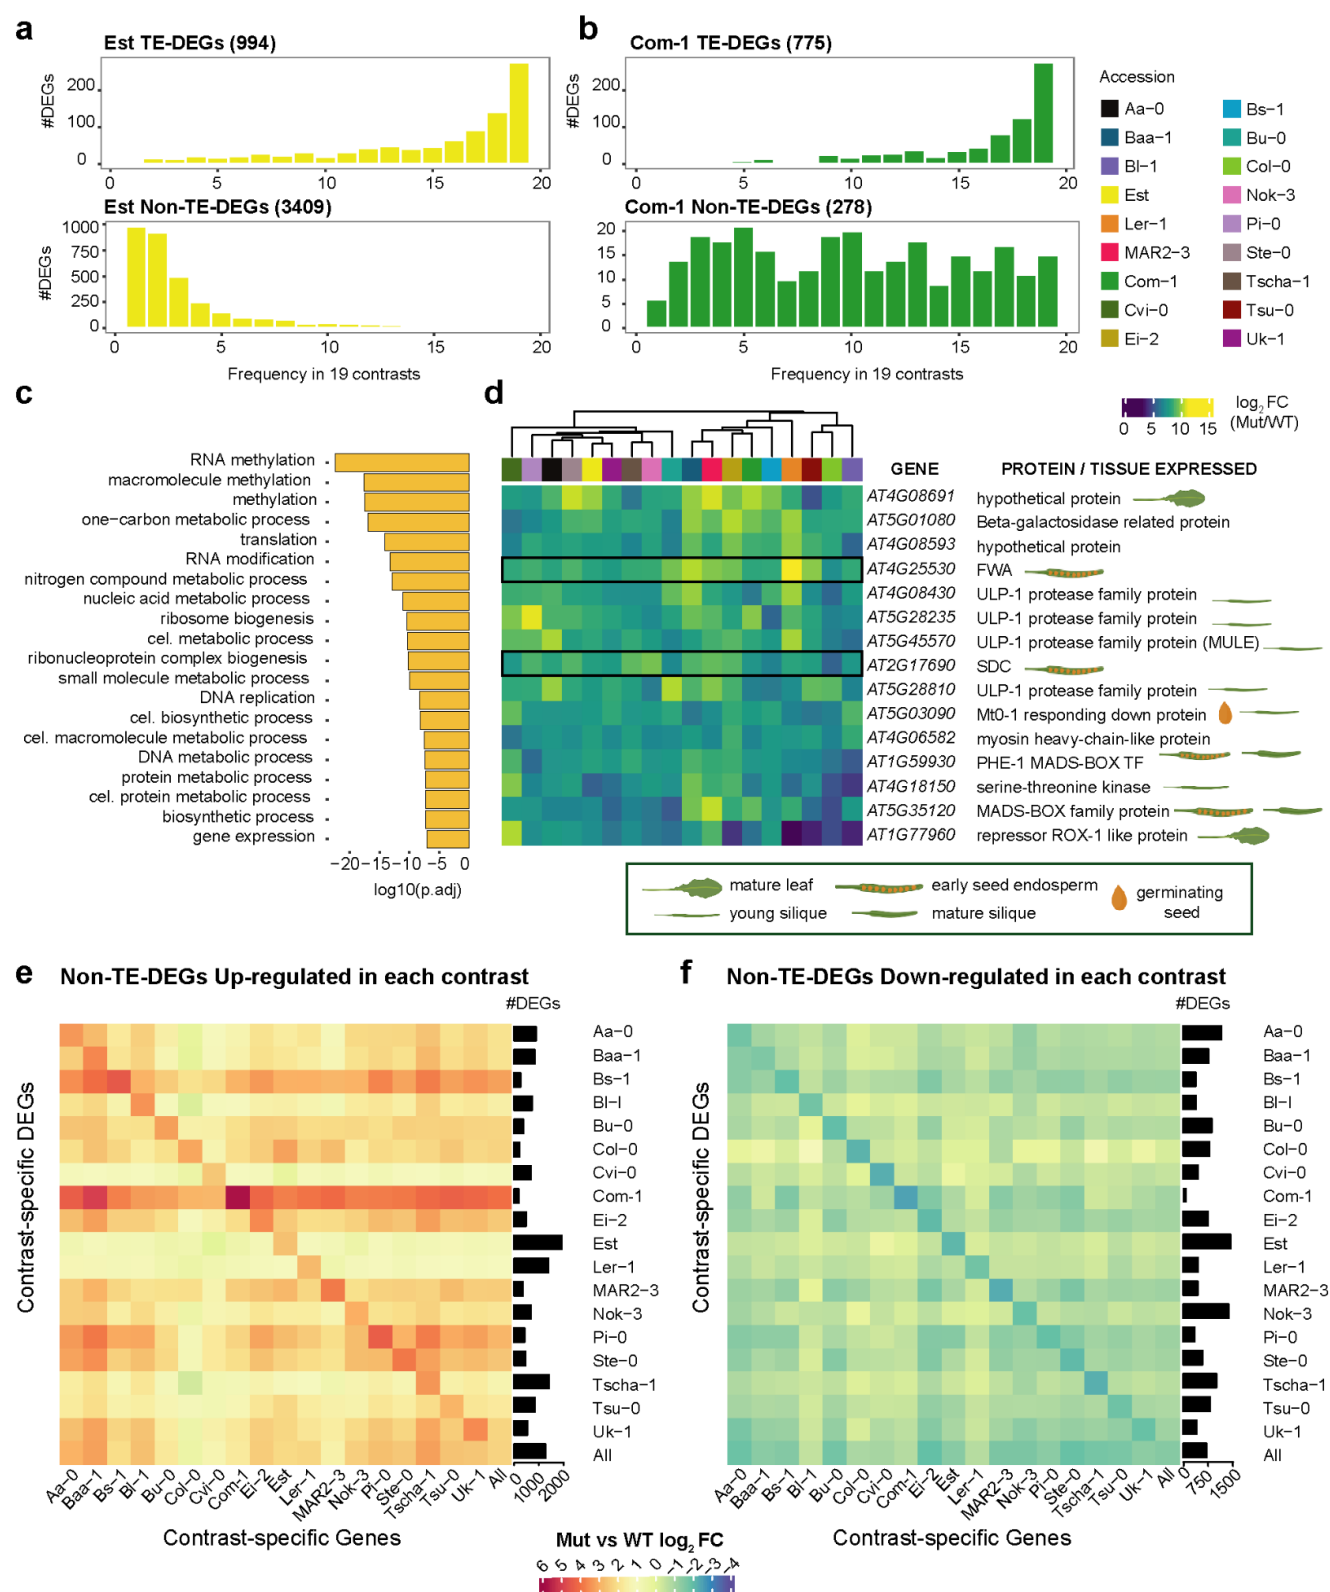 a
Est TE-DEGs (994)
#DEGs
200
100
0
0 5 10 15 20
Est Non-TE-DEGs (3409)
#DEGs
1000
750
500
250
0
0 5 10 15 20
Frequency in 19 contrasts
b
Com-1 TE-DEGs (775)
#DEGs
200
100
0
0 5 10 15 20
Com-1 Non-TE-DEGs (278)
20
15
10
5
0
0 5 10 15 20
Frequency in 19 contrasts
Accession
Aa−0
Baa−1
Bl−1
Est
Ler−1
MAR2−3
Com−1
Cvi−0
Ei−2
Bs−1
Bu−0
Col−0
Nok−3
Pi−0
Ste−0
Tscha−1
Tsu−0
Uk−1
c
RNA methylation
macromolecule methylation
methylation
one−carbon metabolic process
translation
RNA modification
nitrogen compound metabolic process
nucleic acid metabolic process
ribosome biogenesis
cel. metabolic process
ribonucleoprotein complex biogenesis
small molecule metabolic process
DNA replication
cel. biosynthetic process
cel. macromolecule metabolic process
DNA metabolic process
protein metabolic process
cel. protein metabolic process
biosynthetic process
gene expression
−20 −15 −10 −5 0
log10(p.adj)
d
log2 FC
(Mut/WT)
0 5 10 15
GENE PROTEIN / TISSUE EXPRESSED
AT4G08691 hypothetical protein
AT5G01080 Beta-galactosidase related protein
AT4G08593 hypothetical protein
AT4G25530 FWA
AT4G08430 ULP-1 protease family protein
AT5G28235 ULP-1 protease family protein
AT5G45570 ULP-1 protease family protein (MULE)
AT2G17690 SDC
AT5G28810 ULP-1 protease family protein
AT5G03090 Mt0-1 responding down protein
AT4G06582 myosin heavy-chain-like protein
AT1G59930 PHE-1 MADS-BOX TF
AT4G18150 serine-threonine kinase
AT5G35120 MADS-BOX family protein
AT1G77960 repressor ROX-1 like protein
mature leaf early seed endosperm germinating seed
young silique mature silique
e
Non-TE-DEGs Up-regulated in each contrast
#DEGs
Contrast-specific DEGs
Aa−0
Baa−1
Bs−1
Bl−I
Bu−0
Col−0
Cvi−0
Com−1
Ei−2
Est
Ler−1
MAR2−3
Nok−3
Pi−0
Ste−0
Tscha−1
Tsu−0
Uk−1
All
0 1000 2000
Aa−0 Baa−1 Bs−1 Bl−1 Bu−0 Col−0 Cvi−0 Com−1 Ei−2 Est Ler−1 MAR2−3 Nok−3 Pi−0 Ste−0 Tscha−1 Tsu−0 Uk−1 All
Contrast-specific Genes
f
Non-TE-DEGs Down-regulated in each contrast
#DEGs
Contrast-specific DEGs
Aa−0
Baa−1
Bs−1
Bl−I
Bu−0
Col−0
Cvi−0
Com−1
Ei−2
Est
Ler−1
MAR2−3
Nok−3
Pi−0
Ste−0
Tscha−1
Tsu−0
Uk−1
All
0 750 1500
Aa−0 Baa−1 Bs−1 Bl−1 Bu−0 Col−0 Cvi−0 Com−1 Ei−2 Est Ler−1 MAR2−3 Nok−3 Pi−0 Ste−0 Tscha−1 Tsu−0 Uk−1 All
Contrast-specific Genes
Mut vs WT log2 FC
6 5 4 3 2 1 0 −1 −2 −3 −4